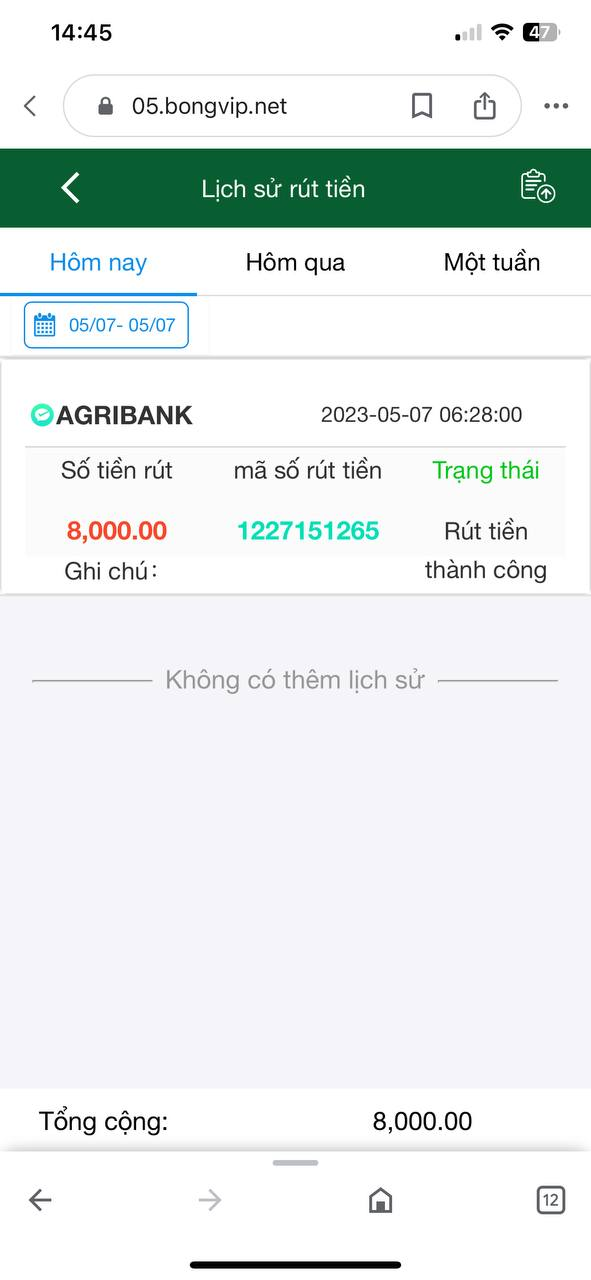 14:45
47
05.bongvip.net
Lịch sử rút tiền
Hôm nay Hôm qua Một tuần
05/07- 05/07
AGRIBANK 2023-05-07 06:28:00
Số tiền rút mã số rút tiền Trạng thái
8,000.00 1227151265 Rút tiền
Ghi chú: thành công
Không có thêm lịch sử
Tổng cộng: 8,000.00
12